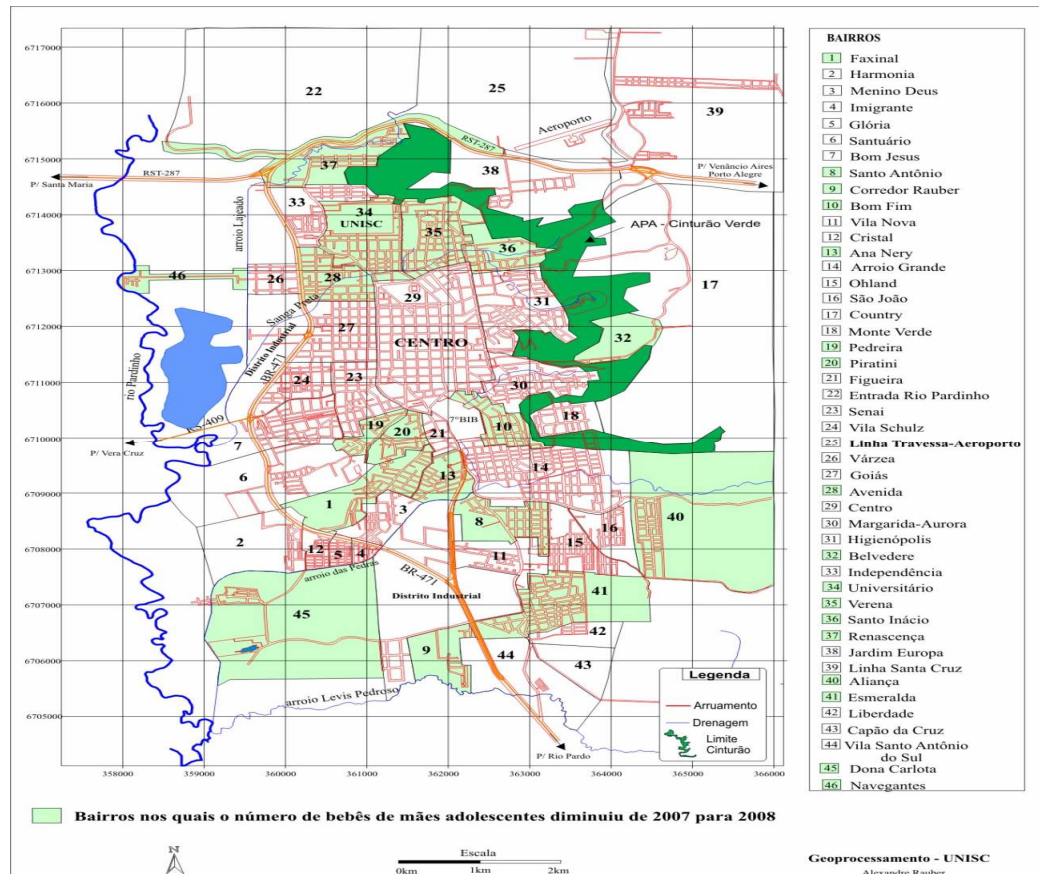 6717000
22
25
39
6716000
Aeroporto
RST-287
37
38
6715000
RST-287
P/ Santa Maria
P/ Venâncio Aires
Porto Alegre
33
34
UNISC
35
36
APA - Cinturão Verde
6714000
arroio Lajeado
6713000
46
26
28
29
31
17
Sanga Preta
27
6712000
Distrito Industrial
BR-471
CENTRO
32
rio Pardinho
24
23
30
6711000
RS-409
19
20
21
7ºBIB
10
18
6710000
7
P/ Vera Cruz
6
13
14
6709000
1
3
8
16
40
2
12
5
4
15
11
6708000
arroio das Pedras
BR-471
45
Distrito Industrial
41
6707000
42
9
44
43
6706000
arroio Levis Pedroso
6705000
P/ Rio Pardo
Legenda
Arruamento
Drenagem
Limite
Cinturão
358000 359000 360000 361000 362000 363000 364000 365000 366000
BAIRROS
1 Faxinal
2 Harmonia
3 Menino Deus
4 Imigrante
5 Glória
6 Santuário
7 Bom Jesus
8 Santo Antônio
9 Corredor Rauber
10 Bom Fim
11 Vila Nova
12 Cristal
13 Ana Nery
14 Arroio Grande
15 Ohland
16 São João
17 Country
18 Monte Verde
19 Pedreira
20 Piratini
21 Figueira
22 Entrada Rio Pardinho
23 Senai
24 Vila Schulz
25 Linha Travessa-Aeroporto
26 Várzea
27 Goiás
28 Avenida
29 Centro
30 Margarida-Aurora
31 Higienópolis
32 Belvedere
33 Independência
34 Universitário
35 Verena
36 Santo Inácio
37 Renascença
38 Jardim Europa
39 Linha Santa Cruz
40 Aliança
41 Esmeralda
42 Liberdade
43 Capão da Cruz
44 Vila Santo Antônio
do Sul
45 Dona Carlota
46 Navegantes
Bairros nos quais o número de bebês de mães adolescentes diminuiu de 2007 para 2008
N
Escala
0km 1km 2km
Geoprocessamento - UNISC
Alexandre Rauber